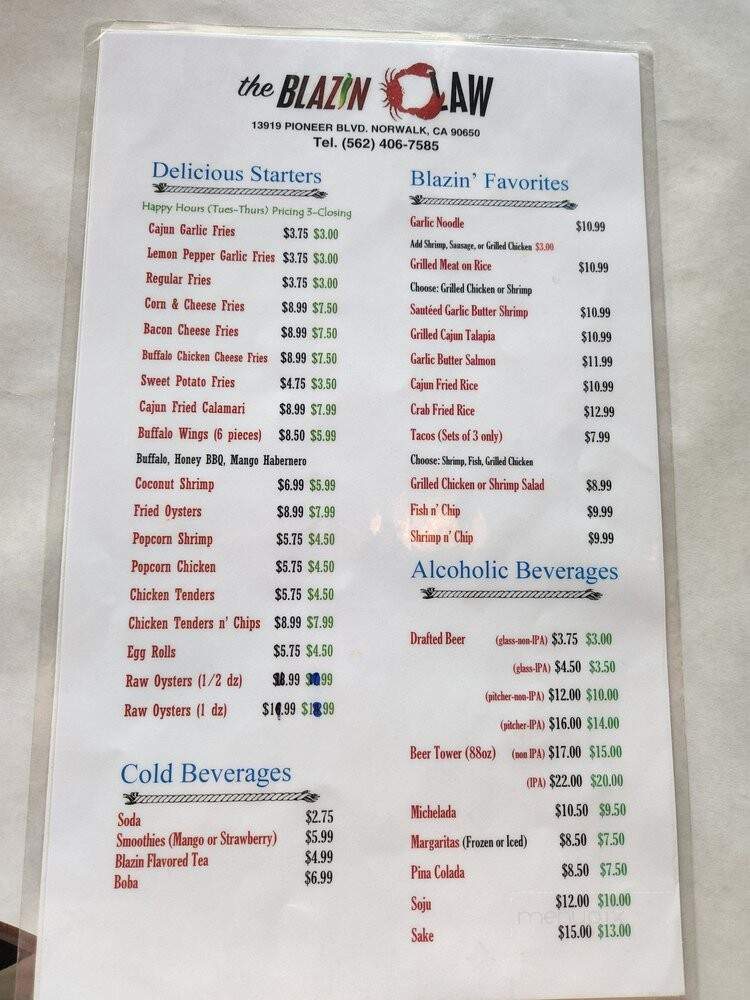 the BLAZIN CLAW
13919 PIONEER BLVD. NORWALK, CA 90650
Tel. (562) 406-7585
Delicious Starters
Happy Hours (Tues-Thurs) Pricing 3-Closing
Cajun Garlic Fries $3.75 $3.00
Lemon Pepper Garlic Fries $3.75 $3.00
Regular Fries $3.75 $3.00
Corn & Cheese Fries $8.99 $7.50
Bacon Cheese Fries $8.99 $7.50
Buffalo Chicken Cheese Fries $8.99 $7.50
Sweet Potato Fries $4.75 $3.50
Cajun Fried Calamari $8.99 $7.99
Buffalo Wings (6 pieces) $8.50 $5.99
Buffalo, Honey BBQ, Mango Habernero
Coconut Shrimp $6.99 $5.99
Fried Oysters $8.99 $7.99
Popcorn Shrimp $5.75 $4.50
Popcorn Chicken $5.75 $4.50
Chicken Tenders $5.75 $4.50
Chicken Tenders n' Chips $8.99 $7.99
Egg Rolls $5.75 $4.50
Raw Oysters (1/2 dz)
Raw Oysters (1 dz)
Cold Beverages
Soda $2.75
Smoothies (Mango or Strawberry) $5.99
Blazin Flavored Tea $4.99
Boba $6.99
Blazin' Favorites
Garlic Noodle $10.99
Add Shrimp, Sausage, or Grilled Chicken $3.00
Grilled Meat on Rice $10.99
Choose: Grilled Chicken or Shrimp
Sautéed Garlic Butter Shrimp $10.99
Grilled Cajun Talapia $10.99
Garlic Butter Salmon $11.99
Cajun Fried Rice $10.99
Crab Fried Rice $12.99
Tacos (Sets of 3 only) $7.99
Choose: Shrimp, Fish, Grilled Chicken
Grilled Chicken or Shrimp Salad $8.99
Fish n' Chip $9.99
Shrimp n' Chip $9.99
Alcoholic Beverages
Drafted Beer (glass-non-IPA) $3.75 $3.00
(glass-IPA) $4.50 $3.50
(pitcher-non-IPA) $12.00 $10.00
(pitcher-IPA) $16.00 $14.00
Beer Tower (88oz) (non IPA) $17.00 $15.00
(IPA) $22.00 $20.00
Michelada $10.50 $9.50
Margaritas (Frozen or Iced) $8.50 $7.50
Pina Colada $8.50 $7.50
Soju $12.00 $10.00
Sake $15.00 $13.00